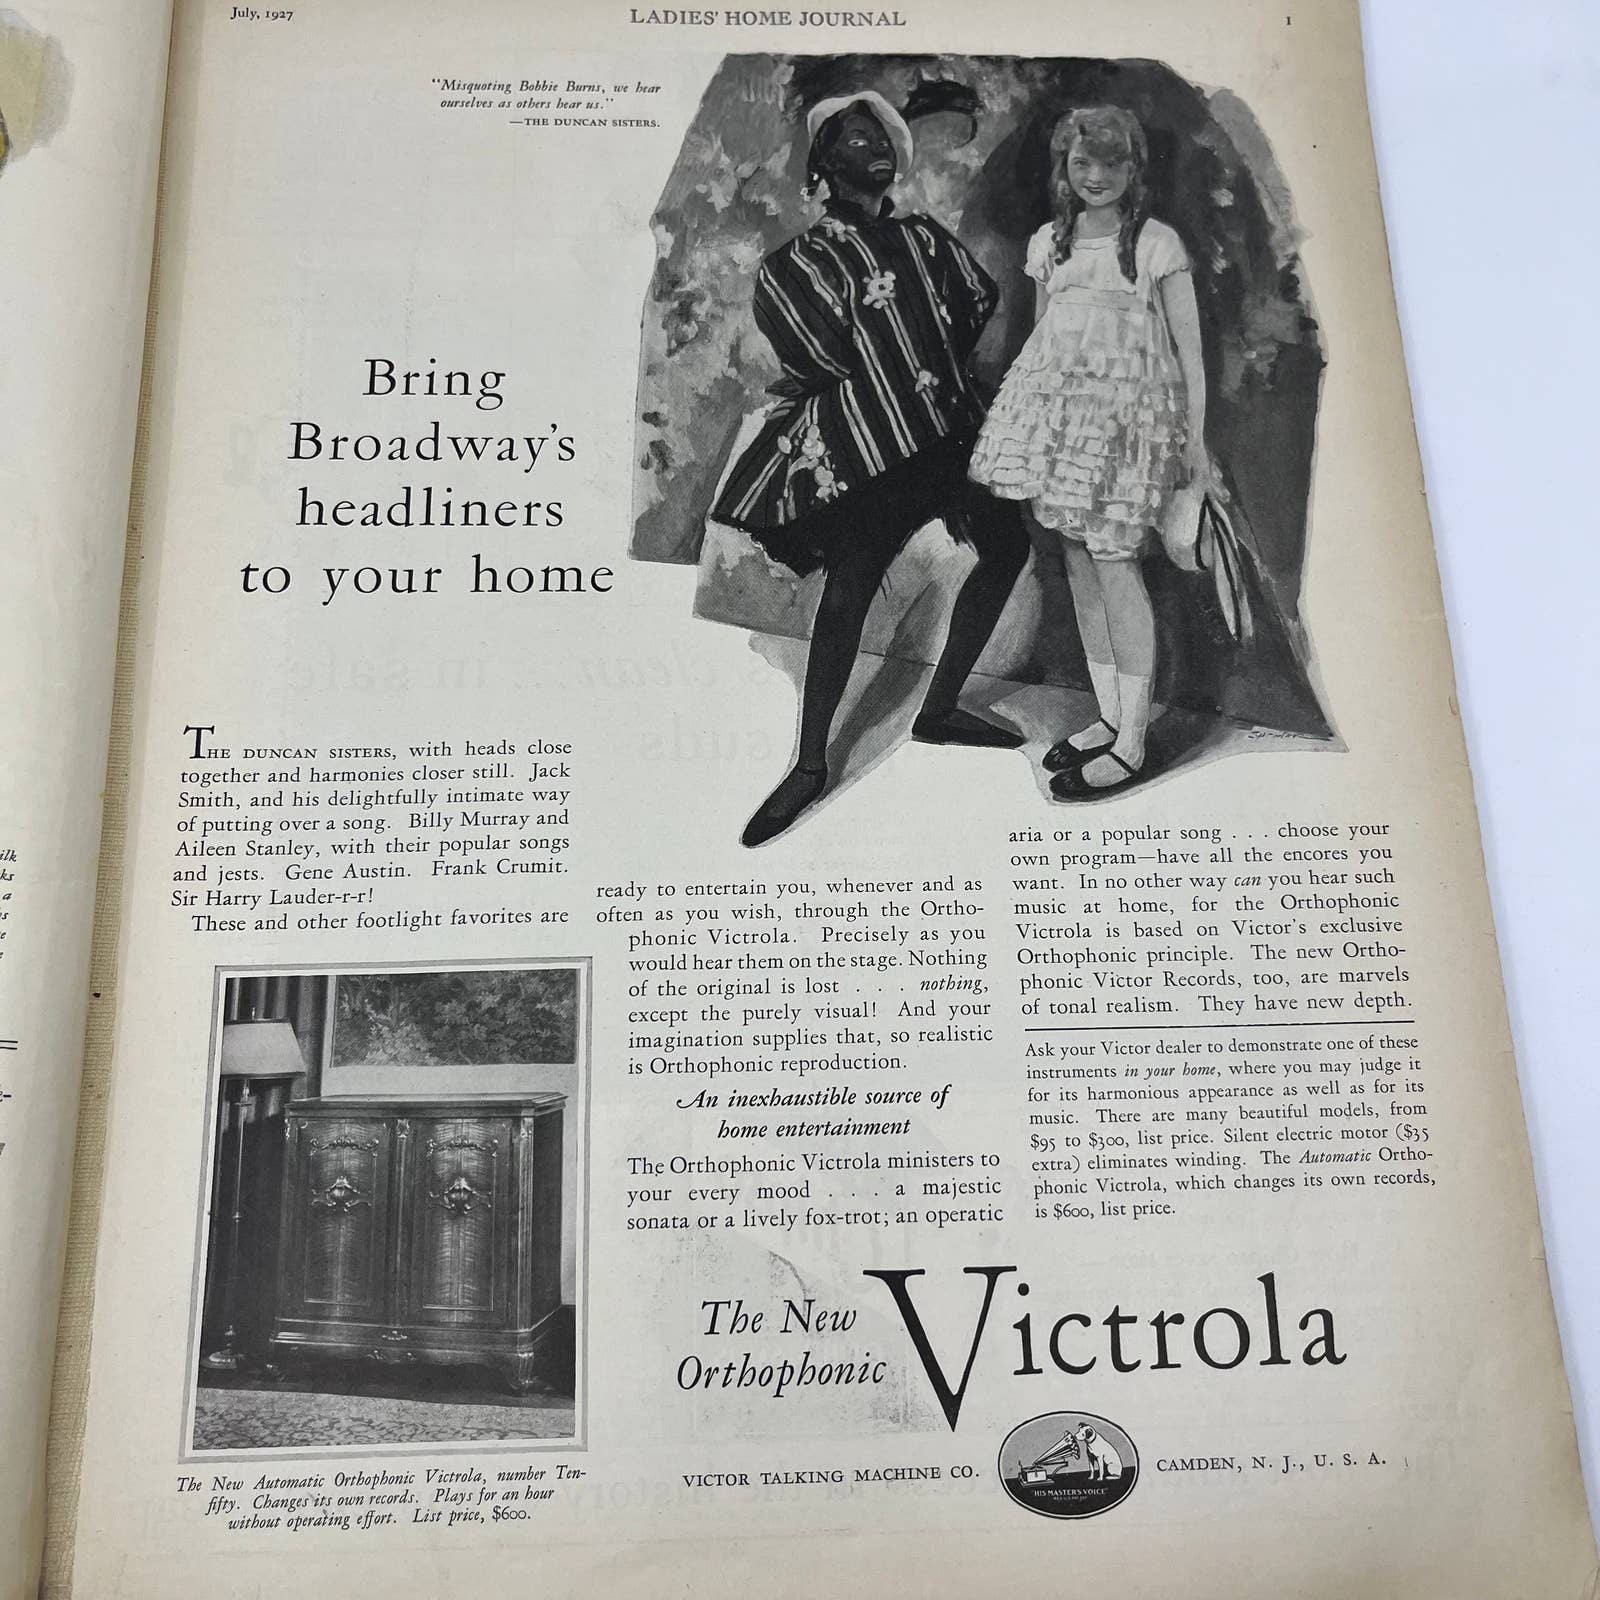 July, 1927
LADIES' HOME JOURNAL
1
"Misquoting Bobbie Burns, we hear
ourselves as others hear us."
—THE DUNCAN SISTERS.
Bring
Broadway's
headliners
to your home
THE DUNCAN SISTERS, with heads close
together and harmonies closer still. Jack
Smith, and his delightfully intimate way
of putting over a song. Billy Murray and
Aileen Stanley, with their popular songs
and jests. Gene Austin. Frank Crumit.
Sir Harry Lauder-r-r!
These and other footlight favorites are
ready to entertain you, whenever and as
often as you wish, through the Ortho-
phonic Victrola. Precisely as you
would hear them on the stage. Nothing
of the original is lost . . . nothing,
except the purely visual! And your
imagination supplies that, so realistic
is Orthophonic reproduction.
An inexhaustible source of
home entertainment
The Orthophonic Victrola ministers to
your every mood . . . a majestic
sonata or a lively fox-trot; an operatic
aria or a popular song . . . choose your
own program—have all the encores you
want. In no other way can you hear such
music at home, for the Orthophonic
Victrola is based on Victor's exclusive
Orthophonic principle. The new Ortho-
phonic Victor Records, too, are marvels
of tonal realism. They have new depth.
Ask your Victor dealer to demonstrate one of these
instruments in your home, where you may judge it
for its harmonious appearance as well as for its
music. There are many beautiful models, from
$95 to $300, list price. Silent electric motor ($35
extra) eliminates winding. The Automatic Ortho-
phonic Victrola, which changes its own records,
is $600, list price.
The New Automatic Orthophonic Victrola, number Ten-
fifty. Changes its own records. Plays for an hour
without operating effort. List price, $600.
The New
Orthophonic
Victrola
VICTOR TALKING MACHINE CO.
"HIS MASTER'S VOICE"
CAMDEN, N. J., U. S. A.